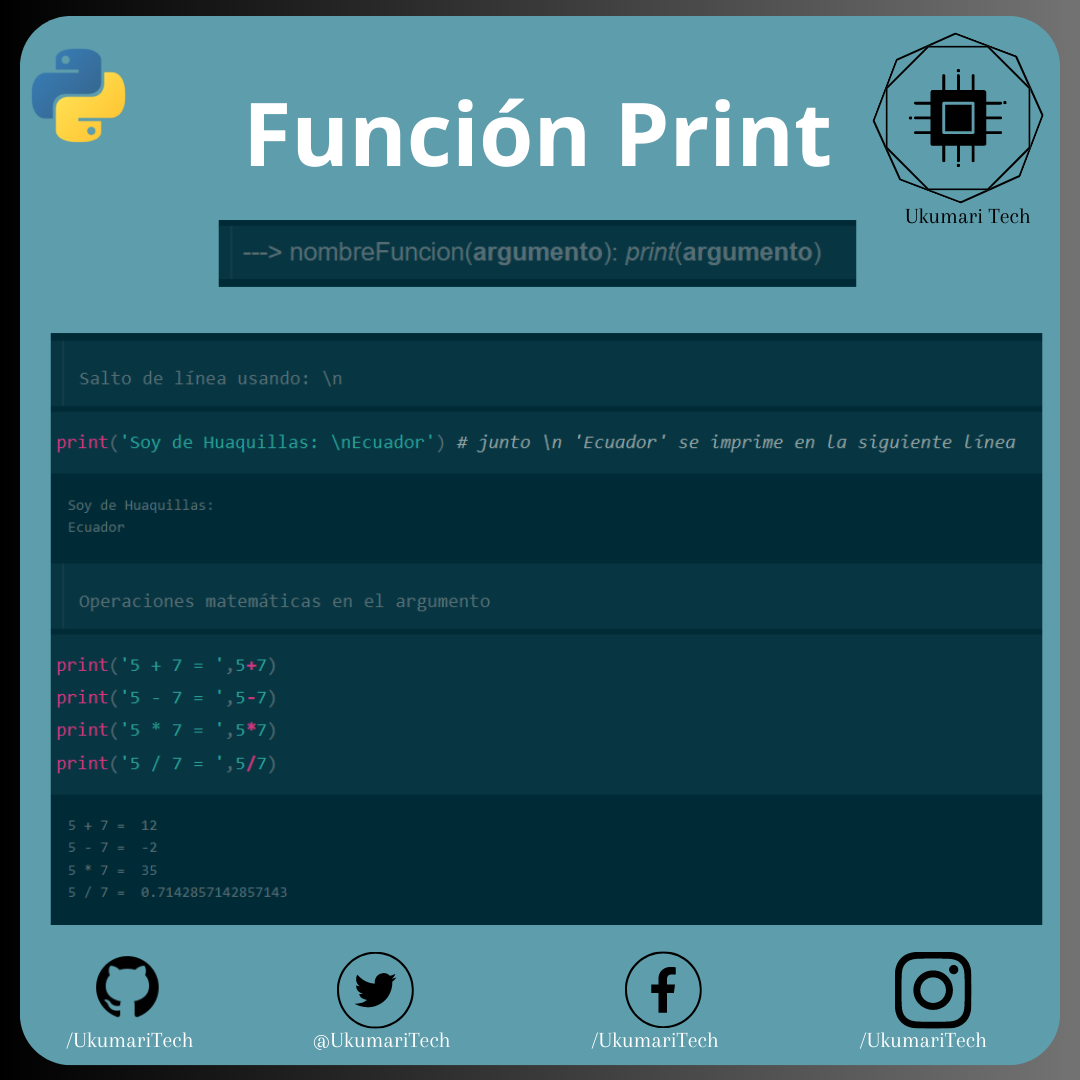 Función Print
Ukumari Tech
---> nombreFuncion(argumento): print(argumento)
Salto de línea usando: \n
print('Soy de Huaquillas: \nEcuador') # junto \n 'Ecuador' se imprime en la siguiente línea
Soy de Huaquillas:
Ecuador
Operaciones matemáticas en el argumento
print('5 + 7 = ',5+7)
print('5 - 7 = ',5-7)
print('5 * 7 = ',5*7)
print('5 / 7 = ',5/7)
5 + 7 =  12
5 - 7 =  -2
5 * 7 =  35
5 / 7 =  0.7142857142857143
/UkumariTech
@UkumariTech
/UkumariTech
/UkumariTech